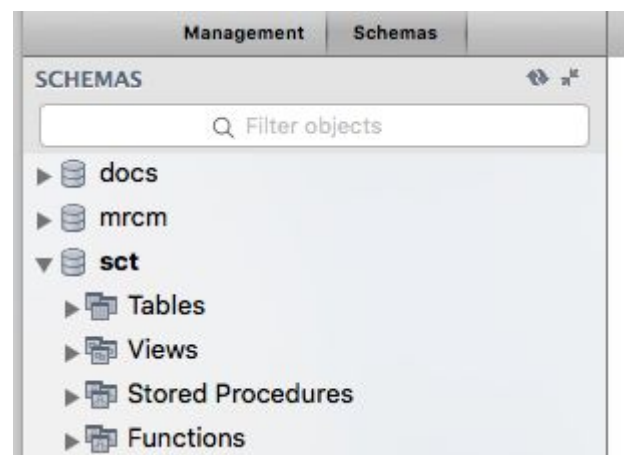 Management Schemas
SCHEMAS
Filter objects
docs
mrcm
sct
Tables
Views
Stored Procedures
Functions